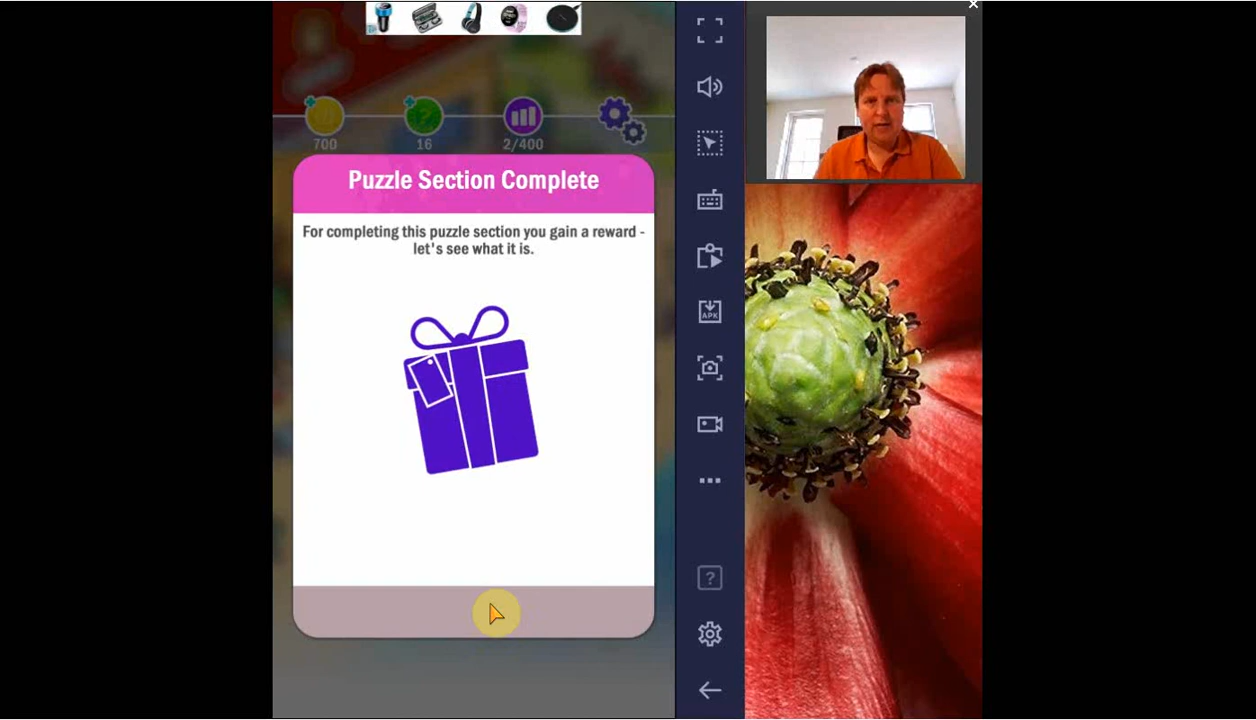 700
16
2/400
Puzzle Section Complete
For completing this puzzle section you gain a reward -
let's see what it is.
APK
?